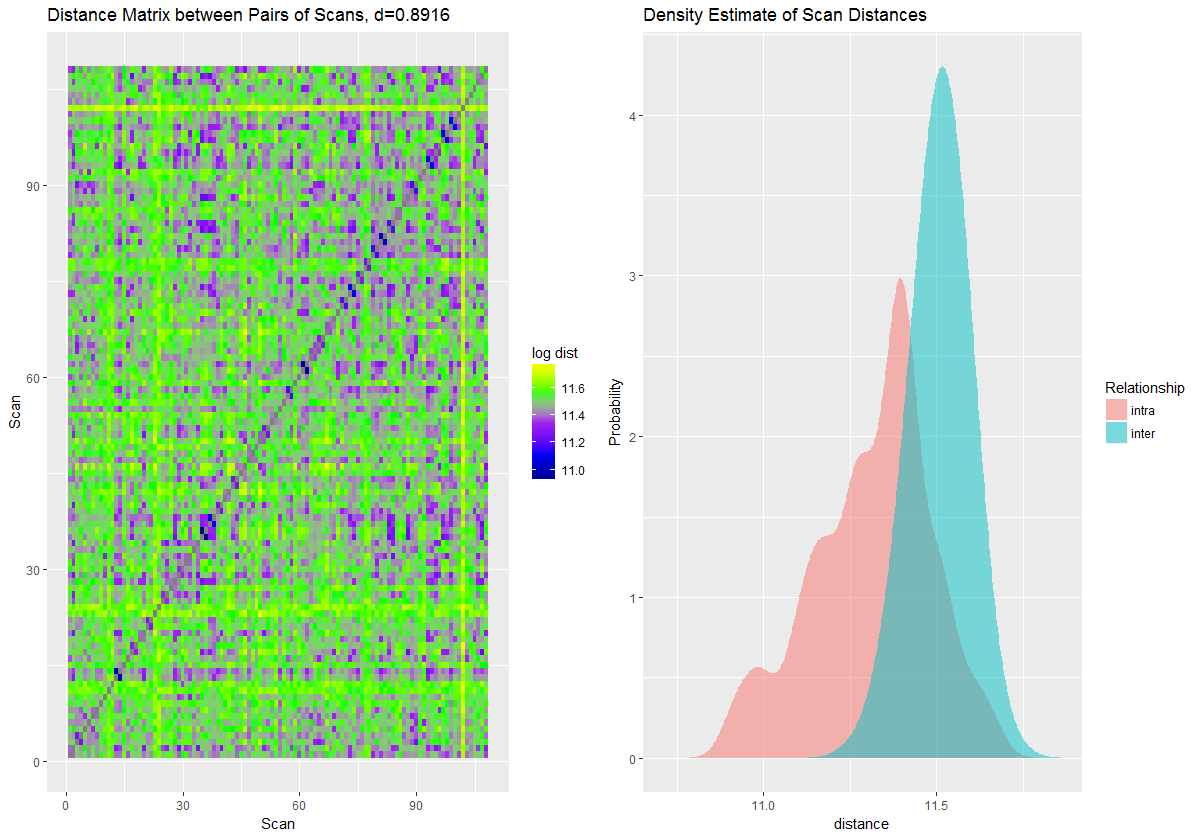 Distance Matrix between Pairs of Scans, d=0.8916
Scan
90
60
30
0
0 30 60 90
Scan
log dist
11.6
11.4
11.2
11.0
Density Estimate of Scan Distances
Probability
4
3
2
1
0
11.0 11.5
distance
Relationship
intra
inter